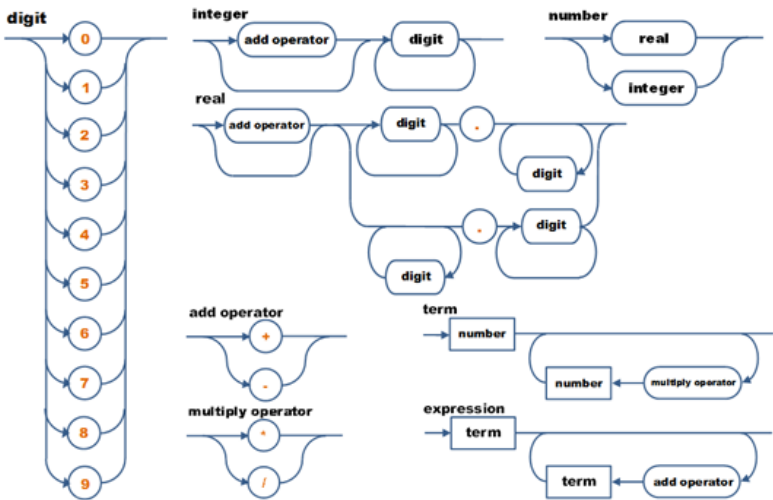 digit
0
1
2
3
4
5
6
7
8
9
integer
add operator
digit
number
real
integer
real
add operator
digit
.
digit
digit
.
digit
add operator
+
-
multiply operator
*
/
term
number
number
multiply operator
expression
term
term
add operator